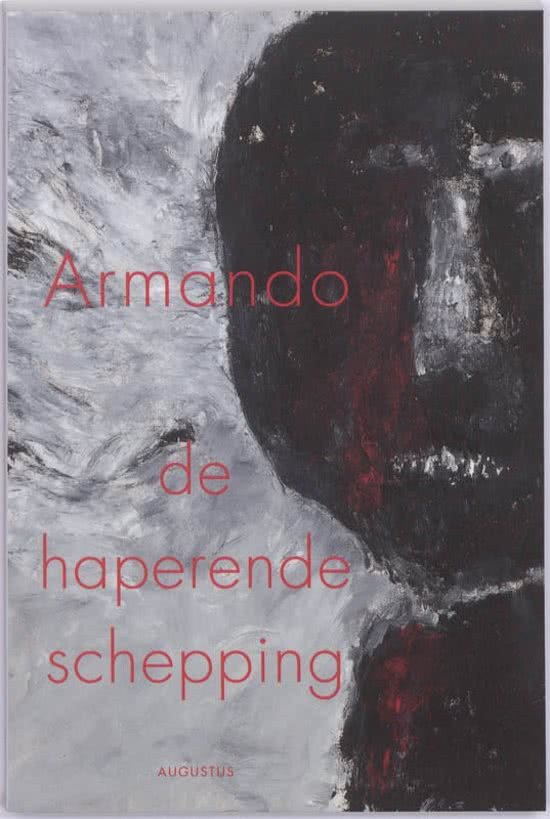 Armando
de
haperende
schepping
AUGUSTUS